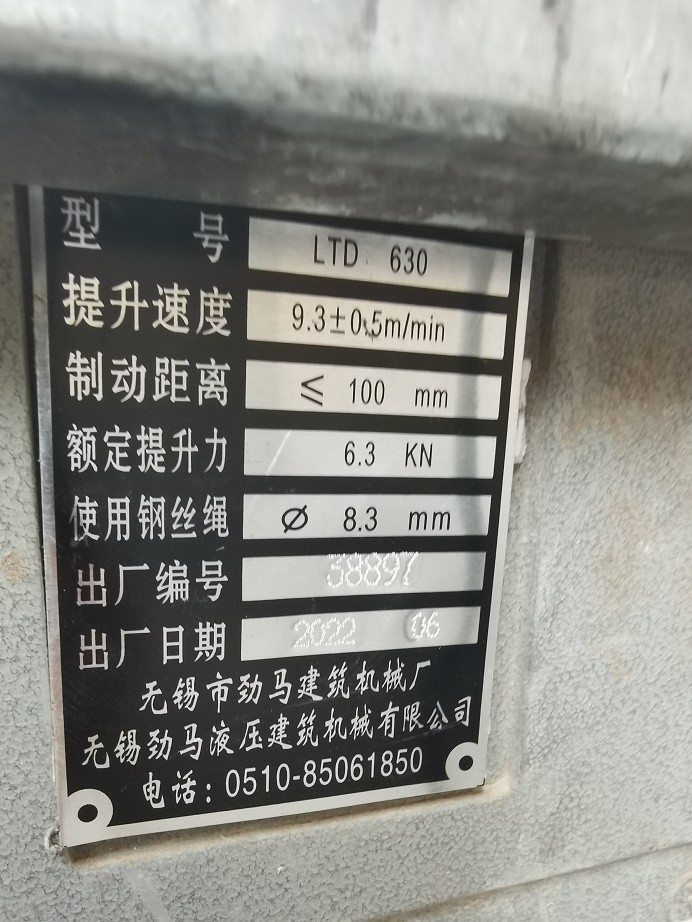 型号 LTD 630
提升速度 9.3±0.5m/min
制动距离 ≤ 100 mm
额定提升力 6.3 KN
使用钢丝绳 Ø 8.3 mm
出厂编号 38897
出厂日期 2022 06
无锡市劲马建筑机械厂
无锡劲马液压建筑机械有限公司
电话：0510-85061850